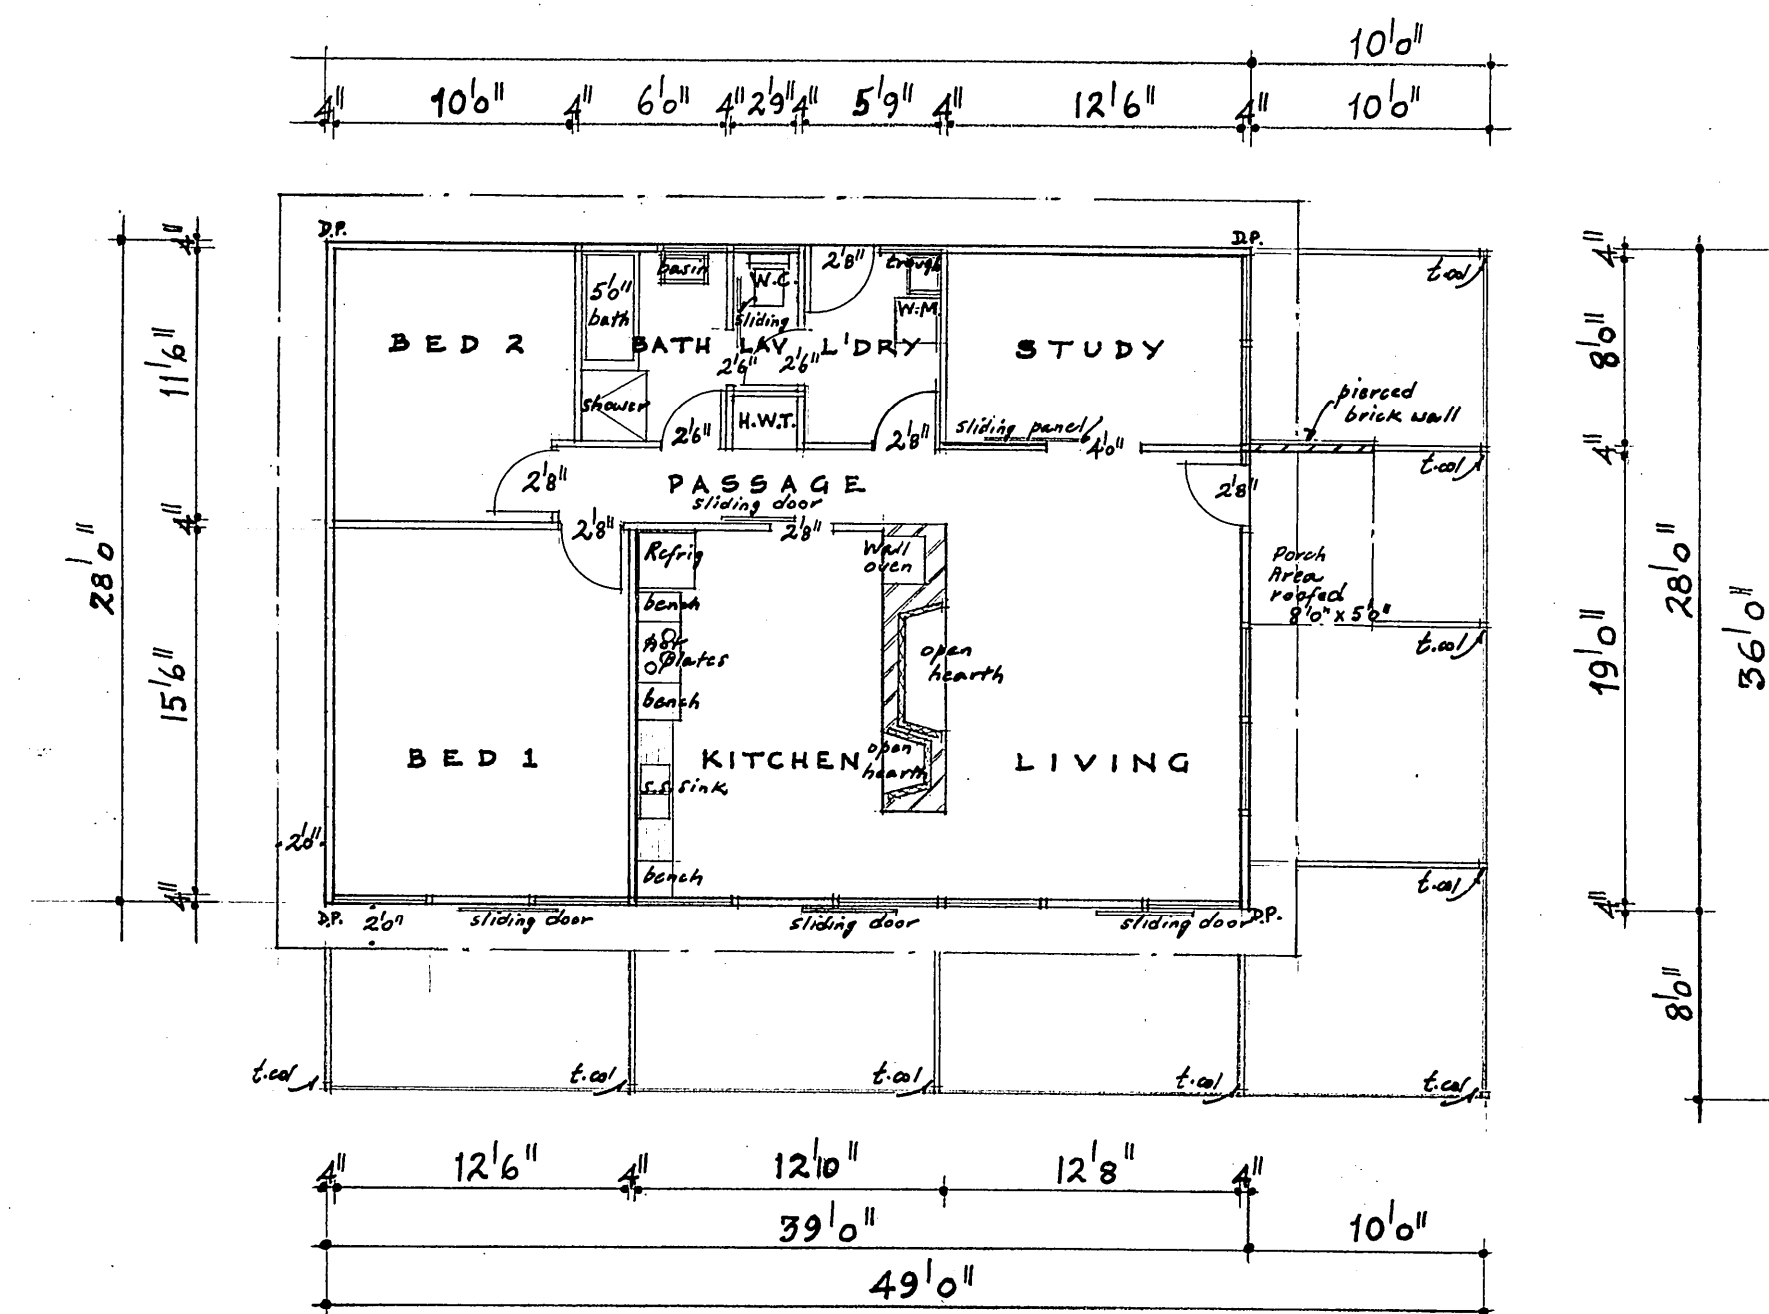 10'0"
4" 10'0" 4" 6'0" 4" 2'9" 4" 5'9" 4" 12'6" 4" 10'0"
D.P.
D.P.
basin
W.C.
2'8"
trough
t.col
5'0"
bath
sliding
W.M.
BED 2
BATH
LAV
L'DRY
STUDY
2'6"
2'6"
pierced
brick wall
shower
H.W.T.
2'6"
2'8"
sliding panel
4'0"
t.col
2'8"
PASSAGE
sliding door
2'8"
2'8"
2'8"
Refrig
Wall
oven
Porch
Area
roofed
8'0" x 5'0"
bench
hot
plates
open
hearth
t.col
bench
BED 1
KITCHEN
open
hearth
LIVING
s.s. sink
2'0"
bench
t.col
D.P.
2'0"
sliding door
sliding door
sliding door
D.P.
t.col
t.col
t.col
t.col
t.col
4"
11'6"
4"
15'6"
4"
28'0"
4"
8'0"
4"
19'0"
4"
28'0"
8'0"
36'0"
4" 12'6" 4" 12'10" 12'8" 4"
39'0" 10'0"
49'0"